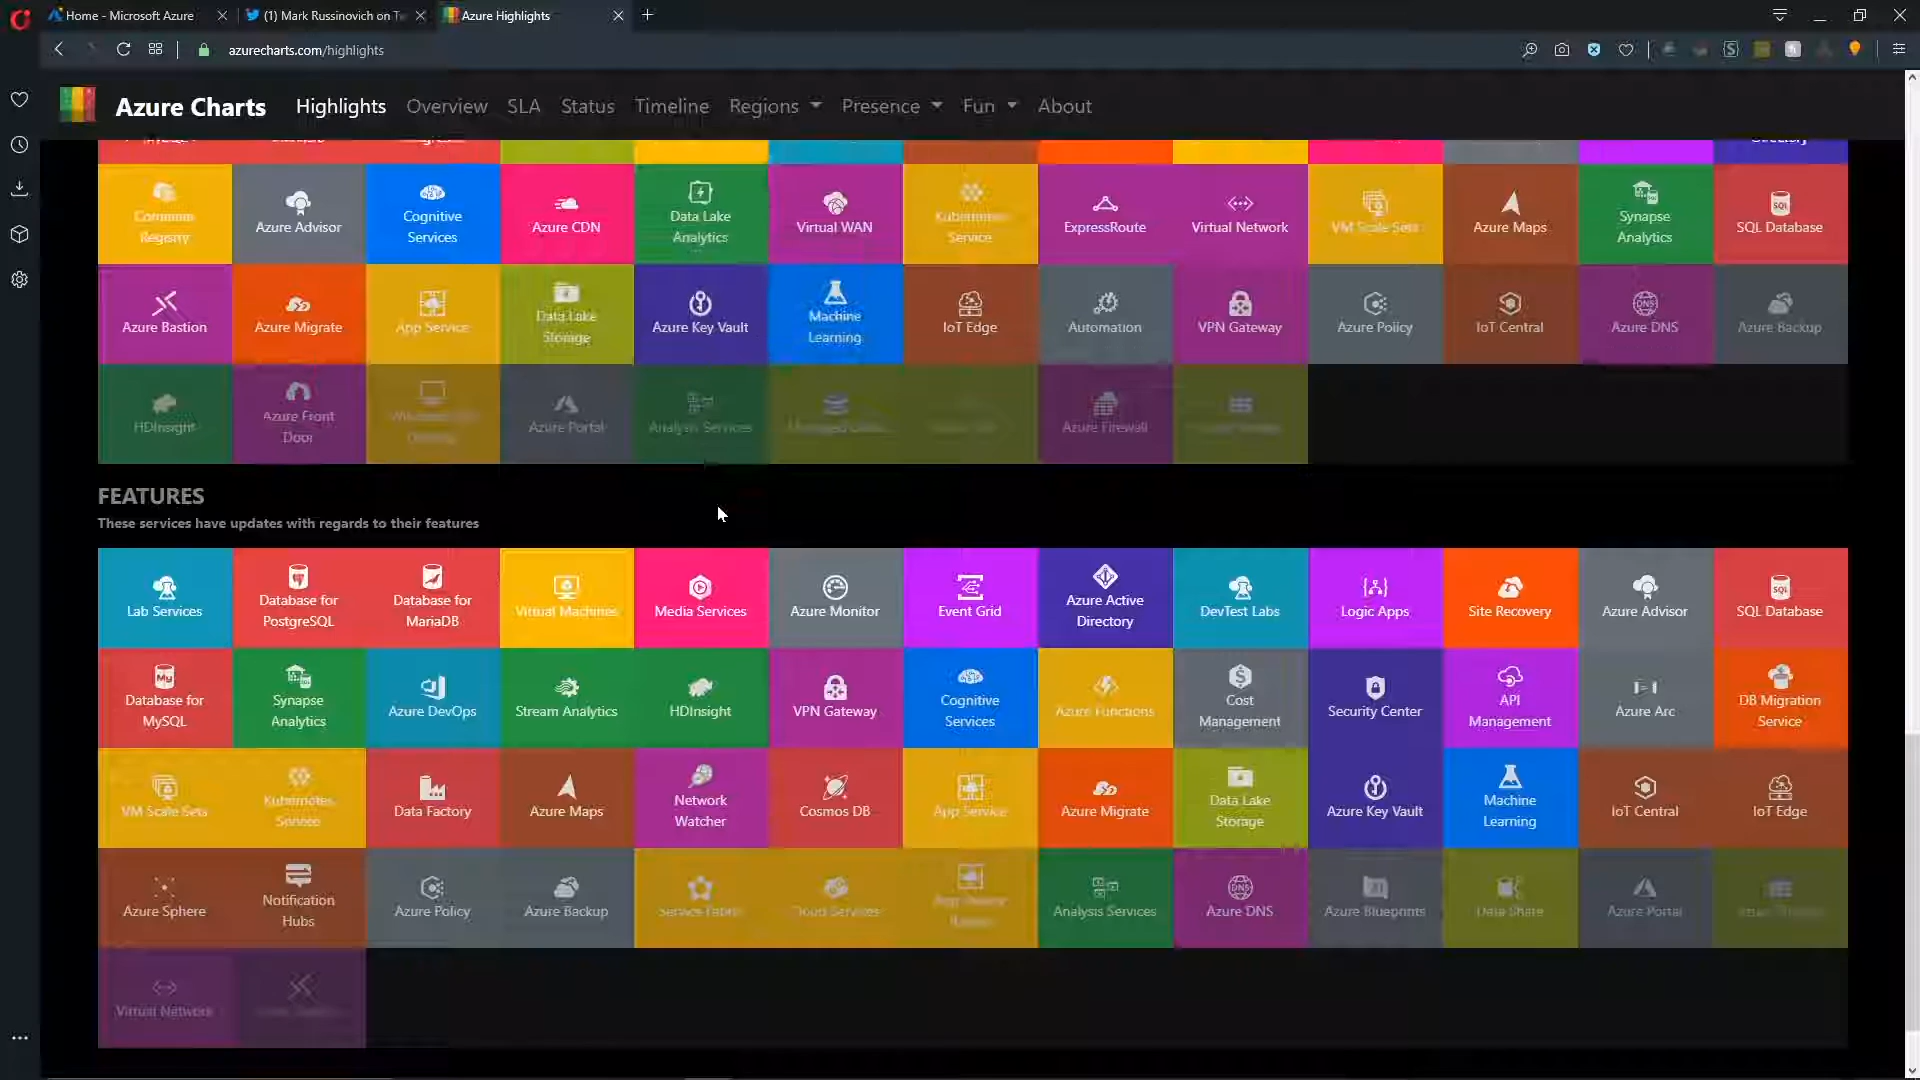 Home - Microsoft Azure
(1) Mark Russinovich on Tw
Azure Highlights
azurecharts.com/highlights
Azure Charts Highlights Overview SLA Status Timeline Regions Presence Fun About
Directory
Container Registry
Azure Advisor
Cognitive Services
Azure CDN
Data Lake Analytics
Virtual WAN
Kubernetes Service
ExpressRoute
Virtual Network
VM Scale Sets
Azure Maps
Synapse Analytics
SQL
SQL Database
Azure Bastion
Azure Migrate
App Service
Data Lake Storage
Azure Key Vault
Machine Learning
IoT Edge
Automation
VPN Gateway
Azure Policy
IoT Central
DNS
Azure DNS
Azure Backup
HDInsight
Azure Front Door
Azure Portal
Analysis Services
Azure Firewall
FEATURES
These services have updates with regards to their features
Lab Services
Database for PostgreSQL
Database for MariaDB
Virtual Machines
Media Services
Azure Monitor
Event Grid
Azure Active Directory
DevTest Labs
Logic Apps
Site Recovery
Azure Advisor
SQL
SQL Database
My
Database for MySQL
Synapse Analytics
Azure DevOps
Stream Analytics
HDInsight
VPN Gateway
Cognitive Services
Azure Functions
Cost Management
Security Center
API Management
Azure Arc
DB Migration Service
VM Scale Sets
Kubernetes Service
Data Factory
Azure Maps
Network Watcher
Cosmos DB
App Service
Azure Migrate
Data Lake Storage
Azure Key Vault
Machine Learning
IoT Central
IoT Edge
Azure Sphere
Notification Hubs
Azure Policy
Azure Backup
Service Fabric
Cloud Services
Analysis Services
DNS
Azure DNS
Azure Blueprints
Data Share
Azure Portal
Virtual Network